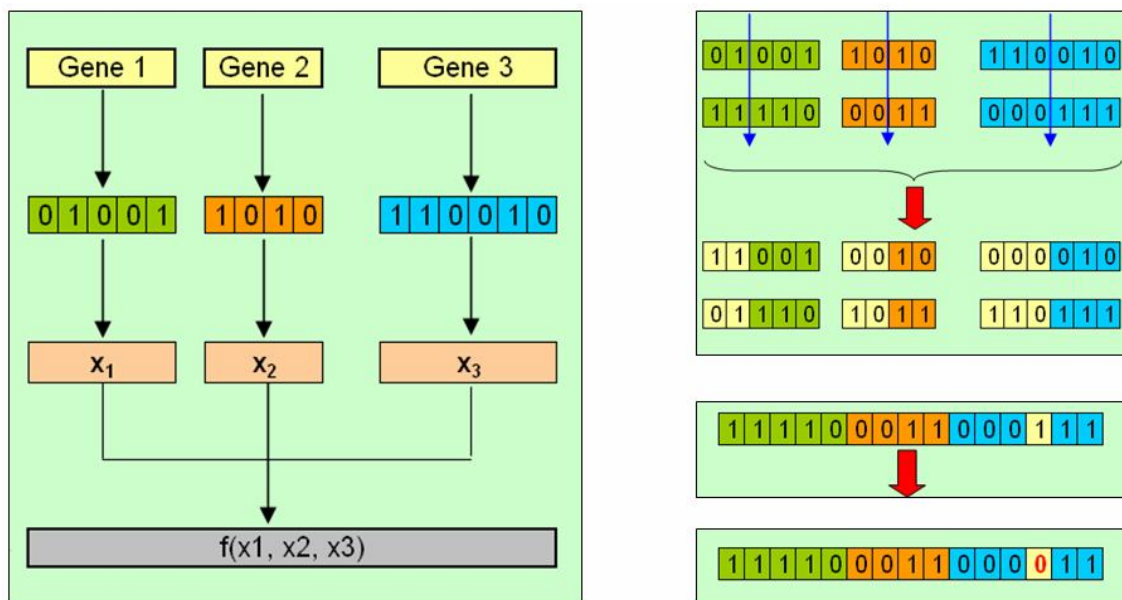 Gene 1 Gene 2 Gene 3
0 1 0 0 1 1 0 1 0 1 1 0 0 1 0
x1 x2 x3
f(x1, x2, x3)
0 1 0 0 1 1 0 1 0 1 1 0 0 1 0
1 1 1 1 0 0 0 1 1 0 0 0 1 1 1
1 1 0 0 1 0 0 1 0 0 0 0 0 1 0
0 1 1 1 0 1 0 1 1 1 1 0 1 1 1
1 1 1 1 0 0 0 1 1 0 0 0 1 1 1
1 1 1 1 0 0 0 1 1 0 0 0 0 1 1